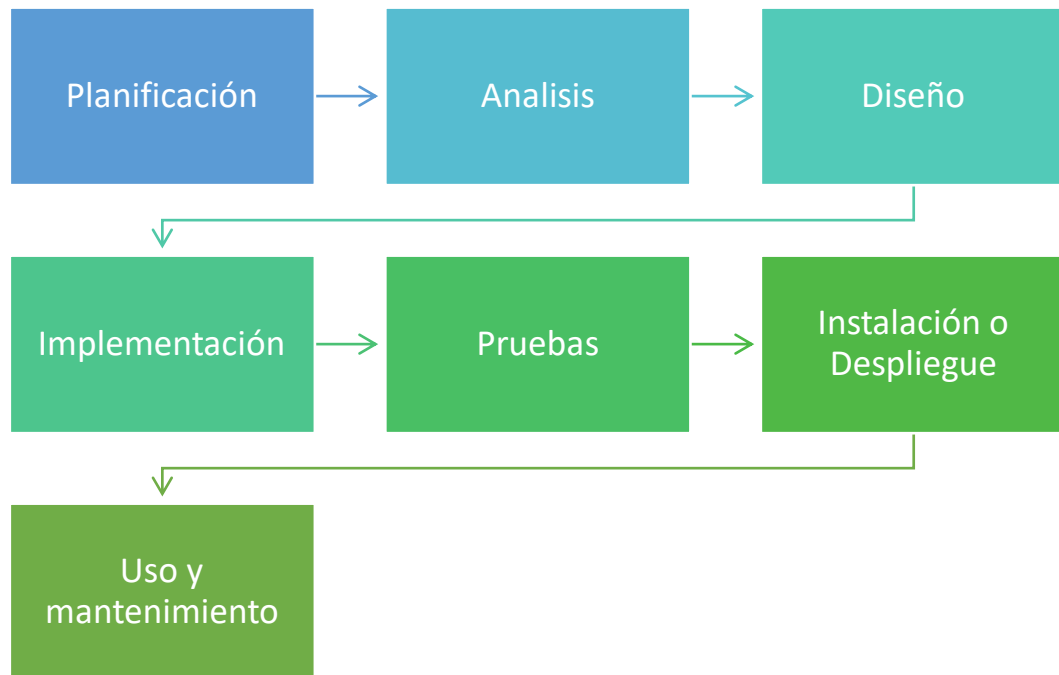 Planificación
Analisis
Diseño
Implementación
Pruebas
Instalación o
Despliegue
Uso y
mantenimiento